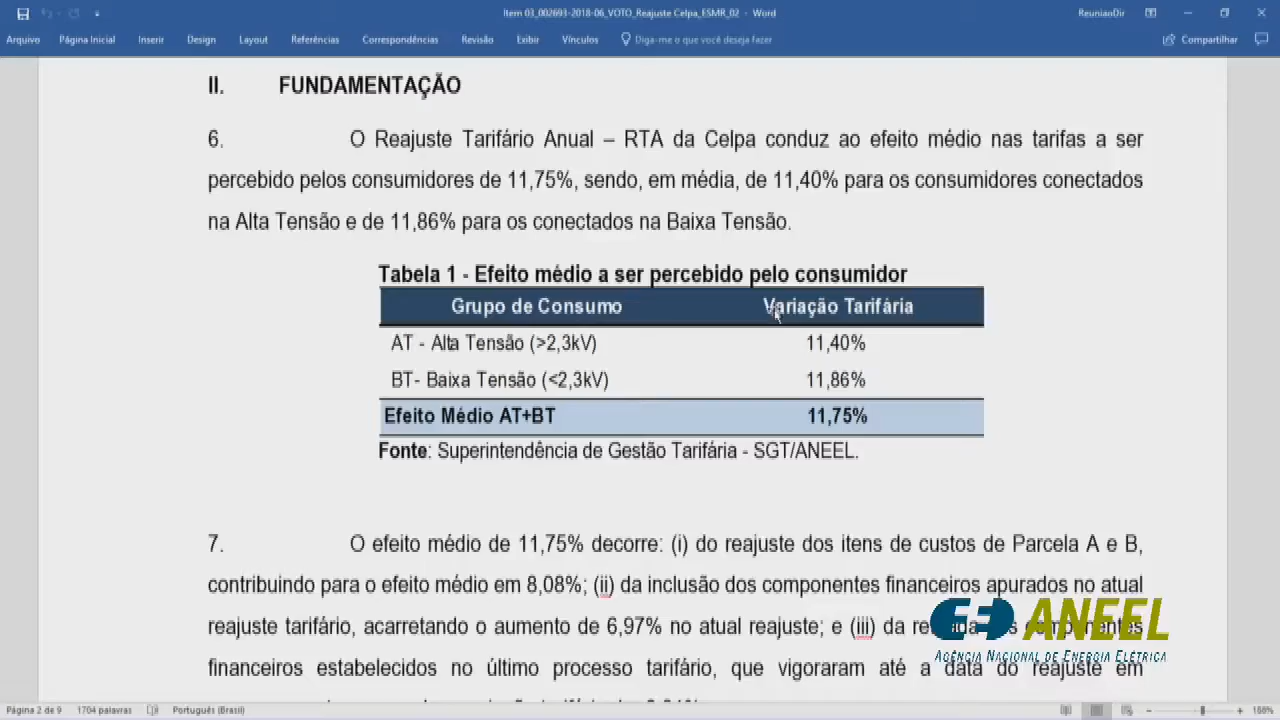 Item 03_002693-2018-06_VOTO_Reajuste Celpa_ESMR_02 - Word
ReuniaoDir
Arquivo Página Inicial Inserir Design Layout Referências Correspondências Revisão Exibir Vínculos Diga-me o que você deseja fazer Compartilhar
II. FUNDAMENTAÇÃO
6. O Reajuste Tarifário Anual – RTA da Celpa conduz ao efeito médio nas tarifas a ser
percebido pelos consumidores de 11,75%, sendo, em média, de 11,40% para os consumidores conectados
na Alta Tensão e de 11,86% para os conectados na Baixa Tensão.
Tabela 1 - Efeito médio a ser percebido pelo consumidor
Grupo de Consumo Variação Tarifária
AT - Alta Tensão (>2,3kV) 11,40%
BT- Baixa Tensão (<2,3kV) 11,86%
Efeito Médio AT+BT 11,75%
Fonte: Superintendência de Gestão Tarifária - SGT/ANEEL.
7. O efeito médio de 11,75% decorre: (i) do reajuste dos itens de custos de Parcela A e B,
contribuindo para o efeito médio em 8,08%; (ii) da inclusão dos componentes financeiros apurados no atual
reajuste tarifário, acarretando o aumento de 6,97% no atual reajuste; e (iii) da
financeiros estabelecidos no último processo tarifário, que vigoraram até a data do reajuste em
ANEEL
AGÊNCIA NACIONAL DE ENERGIA ELÉTRICA
Página 2 de 9 1704 palavras Português (Brasil) 188%